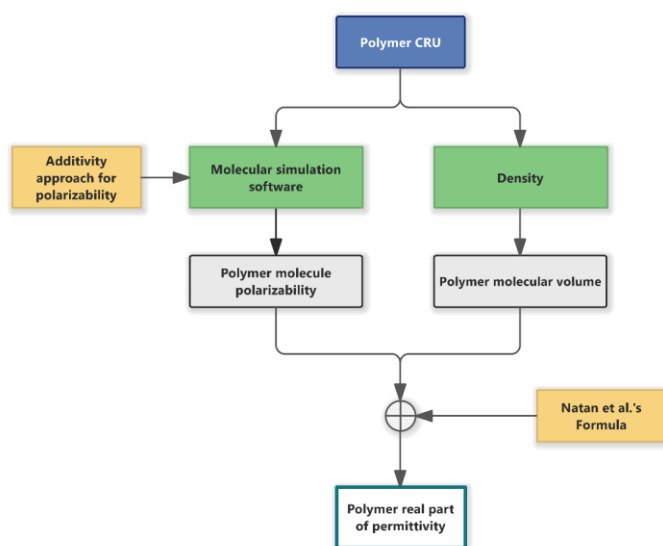 Polymer CRU
Additivity
approach for
polarizability
Molecular simulation
software
Density
Polymer molecule
polarizability
Polymer molecular volume
Natan et al.'s
Formula
Polymer real part
of permittivity